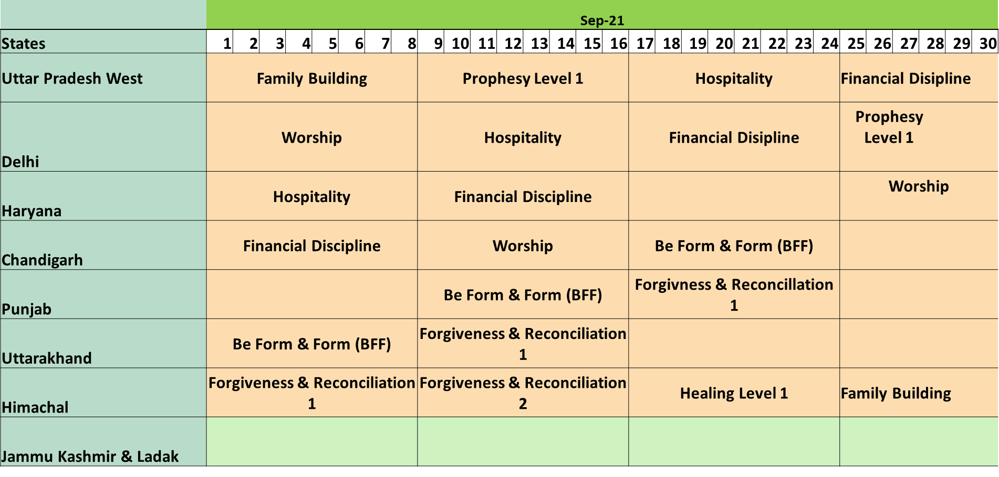 Sep-21
States 1 2 3 4 5 6 7 8 9 10 11 12 13 14 15 16 17 18 19 20 21 22 23 24 25 26 27 28 29 30
Uttar Pradesh West Family Building Prophesy Level 1 Hospitality Financial Disipline
Delhi Worship Hospitality Financial Disipline Prophesy
Level 1
Haryana Hospitality Financial Discipline Worship
Chandigarh Financial Discipline Worship Be Form & Form (BFF)
Punjab Be Form & Form (BFF) Forgivness & Reconcillation
1
Uttarakhand Be Form & Form (BFF) Forgiveness & Reconciliation
1
Himachal Forgiveness & Reconciliation
1
Forgiveness & Reconciliation
2
Healing Level 1 Family Building
Jammu Kashmir & Ladak